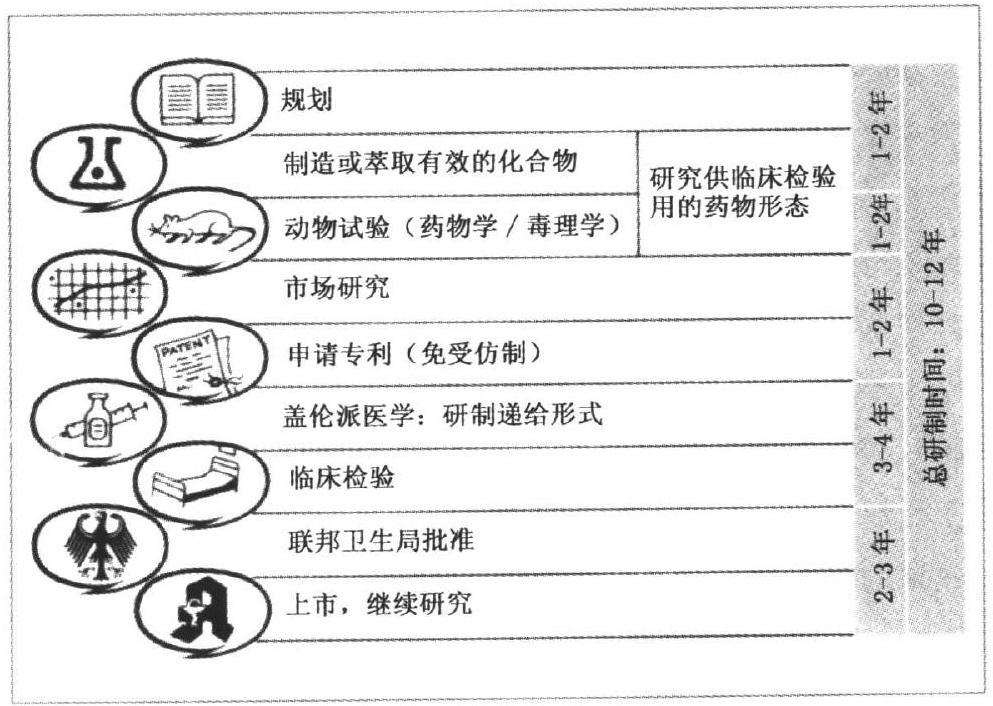 规划
制造或萃取有效的化合物
研究供临床检验
用的药物形态
动物试验（药物学／毒理学）
市场研究
PATENT
申请专利（免受仿制）
盖伦派医学：研制递给形式
临床检验
联邦卫生局批准
上市，继续研究
1-2年
1-2年
1-2年
3-4年
2-3年
总研制时间：10-12年